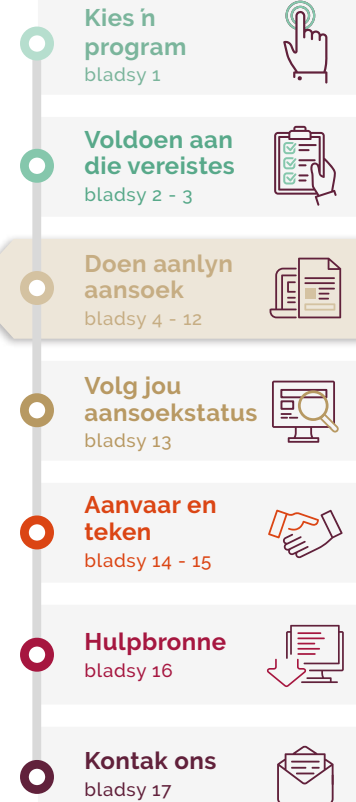 Kies ŉ
program
bladsy 1
Voldoen aan
die vereistes
bladsy 2 - 3
Doen aanlyn
aansoek
bladsy 4 - 12
Volg jou
aansoekstatus
bladsy 13
Aanvaar en
teken
bladsy 14 - 15
Hulpbronne
bladsy 16
Kontak ons
bladsy 17